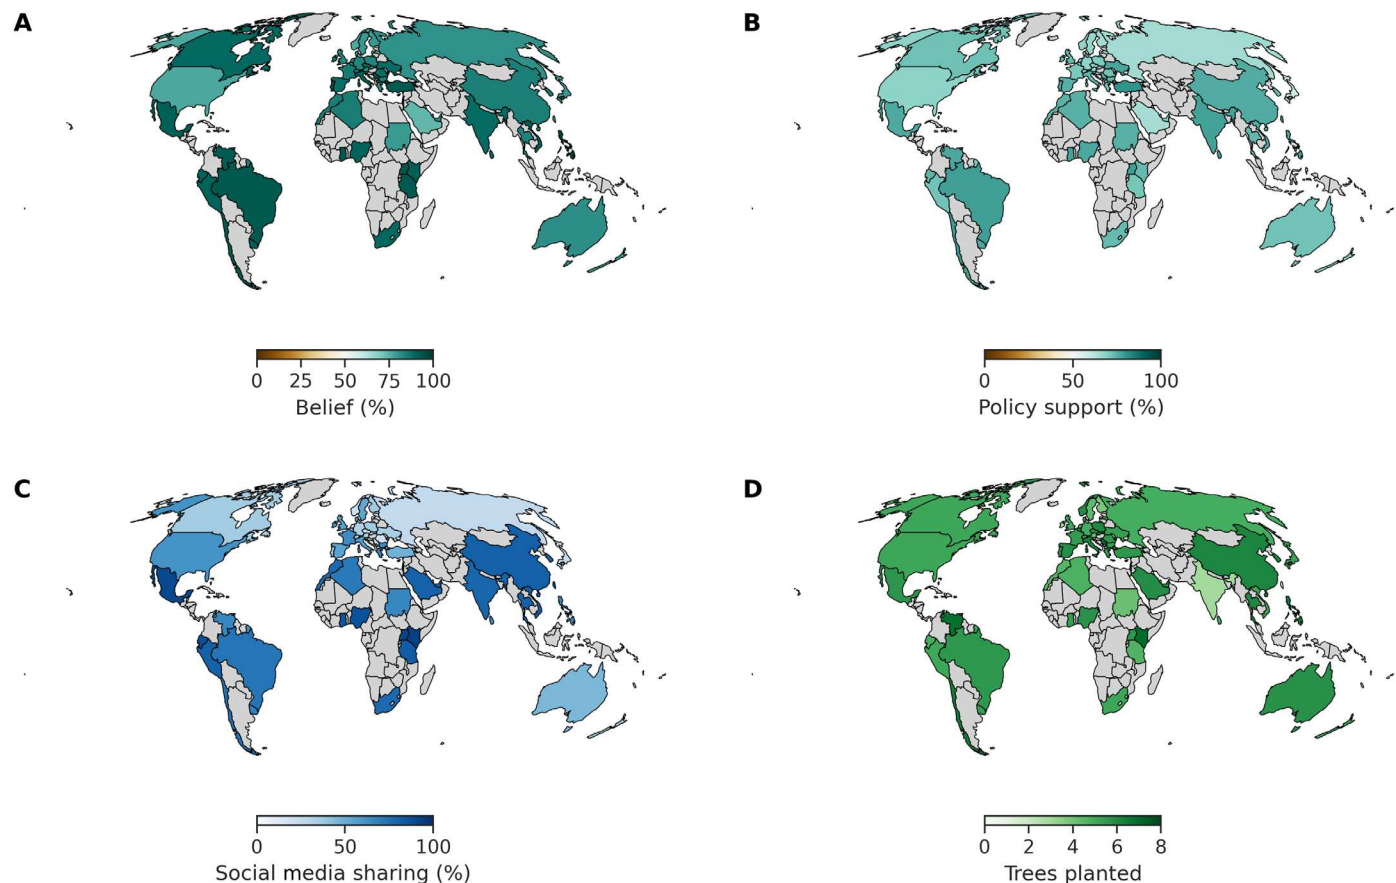 A
B
0 25 50 75 100
Belief (%)
0 50 100
Policy support (%)
C
D
0 50 100
Social media sharing (%)
0 2 4 6 8
Trees planted